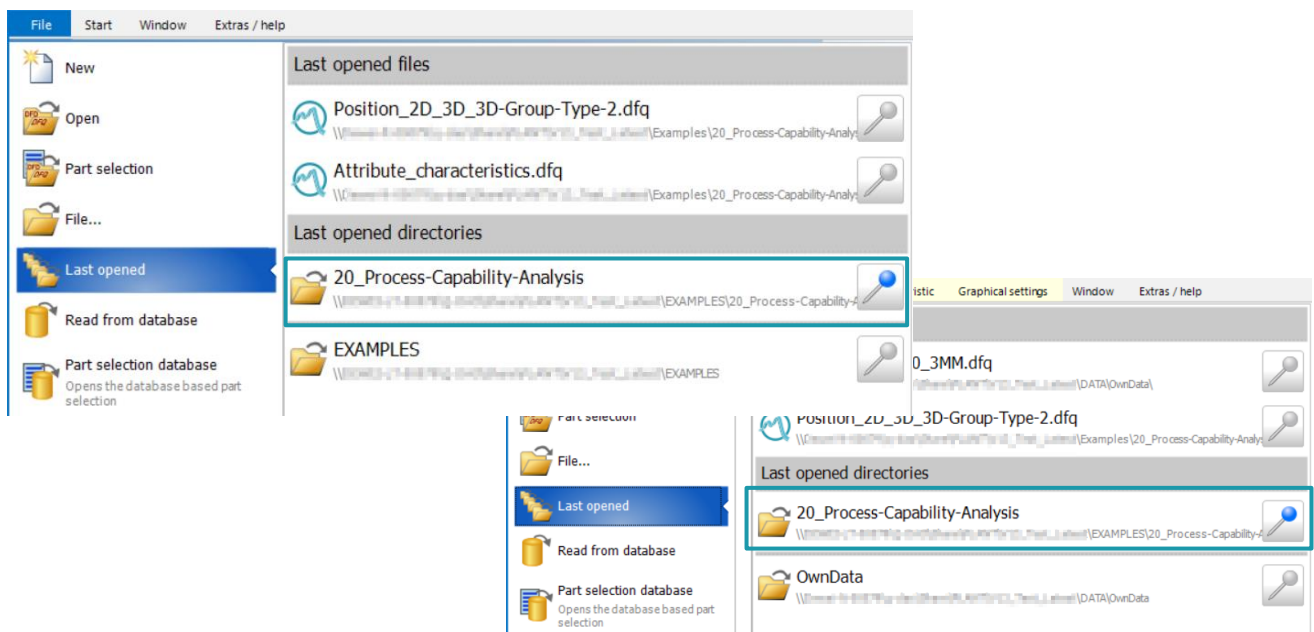 File Start Window Extras / help
New
Open
Part selection
File...
Last opened
Read from database
Part selection database
Opens the database based part
selection
Last opened files
Position_2D_3D_3D-Group-Type-2.dfq
\Examples\20_Process-Capability-Analy
Attribute_characteristics.dfq
\Examples\20_Process-Capability-Analy
Last opened directories
20_Process-Capability-Analysis
\EXAMPLES\20_Process-Capability-A
EXAMPLES
\EXAMPLES
istic Graphical settings Window Extras / help
Part selection
File...
Last opened
Read from database
Part selection database
Opens the database based part
selection
0_3MM.dfq
\DATA\OwnData\
Position_2D_3D_3D-Group-Type-2.dfq
\Examples\20_Process-Capability-Analy
Last opened directories
20_Process-Capability-Analysis
\EXAMPLES\20_Process-Capability-A
OwnData
\DATA\OwnData